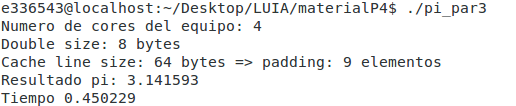 e336543@localhost:~/Desktop/LUIA/materialP4$ ./pi_par3
Numero de cores del equipo: 4
Double size: 8 bytes
Cache line size: 64 bytes => padding: 9 elementos
Resultado pi: 3.141593
Tiempo 0.450229